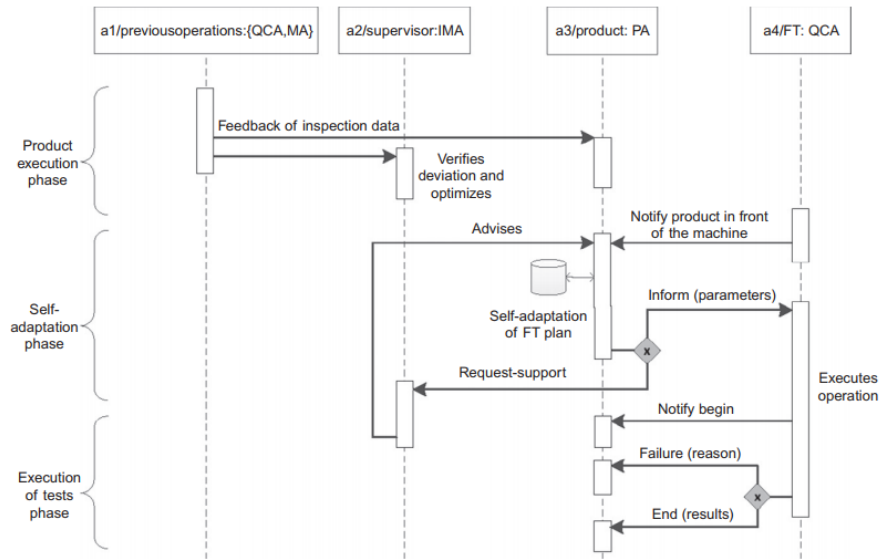 a1/previousoperations:{QCA,MA}
a2/supervisor:IMA
a3/product: PA
a4/FT: QCA
Product
execution
phase
Feedback of inspection data
Verifies
deviation and
optimizes
Notify product in front
of the machine
Advises
Self-
adaptation
phase
Self-adaptation
of FT plan
Inform (parameters)
x
Request-support
Executes
operation
Notify begin
Execution
of tests
phase
Failure (reason)
x
End (results)